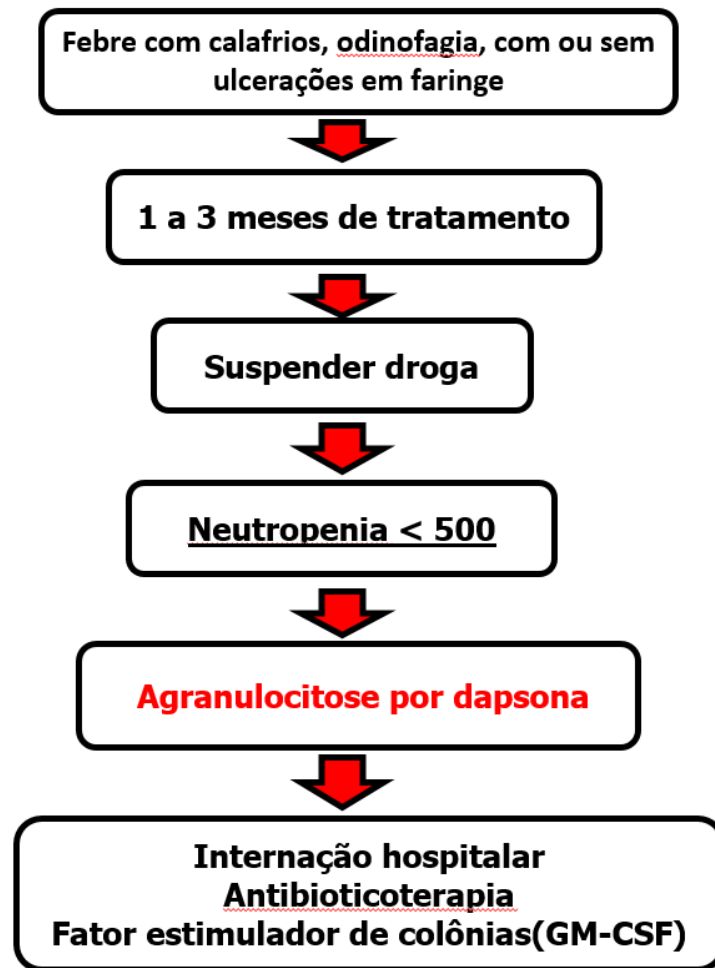 Febre com calafrios, odinofagia, com ou sem
ulcerações em faringe
1 a 3 meses de tratamento
Suspender droga
Neutropenia < 500
Agranulocitose por dapsona
Internação hospitalar
Antibioticoterapia
Fator estimulador de colônias(GM-CSF)